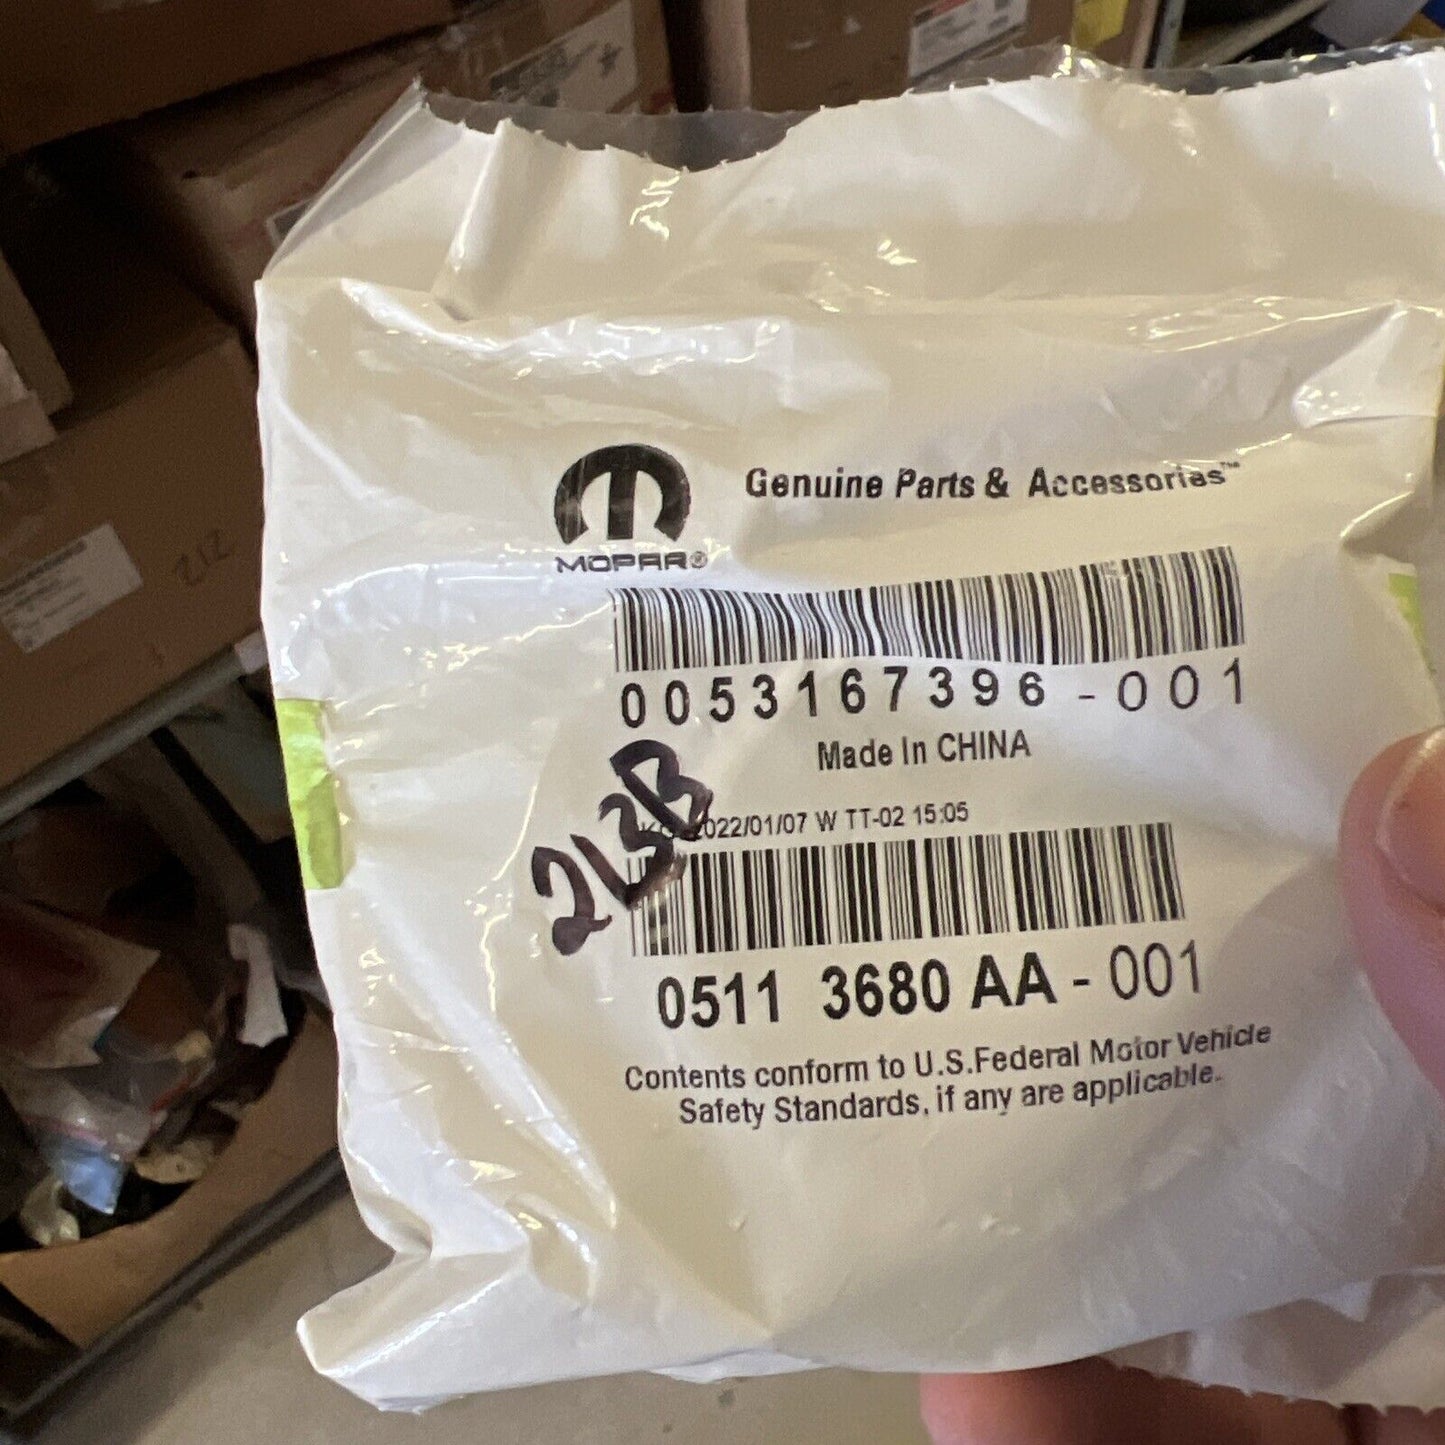 Genuine Parts & Accessories™
MOPAR®
0053167396-001
Made In CHINA
2022/01/07 W TT-02 15:05
213B
0511 3680 AA-001
Contents conform to U.S.Federal Motor Vehicle
Safety Standards, if any are applicable.
212